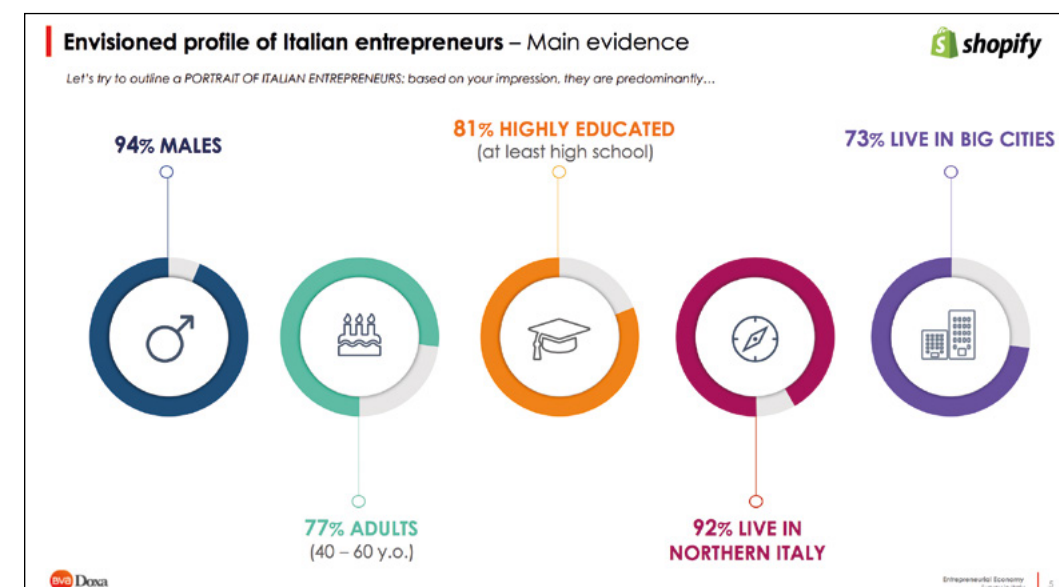 Envisioned profile of Italian entrepreneurs – Main evidence
shopify
Let's try to outline a PORTRAIT OF ITALIAN ENTREPRENEURS: based on your impression, they are predominantly…
94% MALES
81% HIGHLY EDUCATED
(at least high school)
73% LIVE IN BIG CITIES
77% ADULTS
(40 – 60 y.o.)
92% LIVE IN
NORTHERN ITALY
Doxa
Entrepreneurial Economy
5